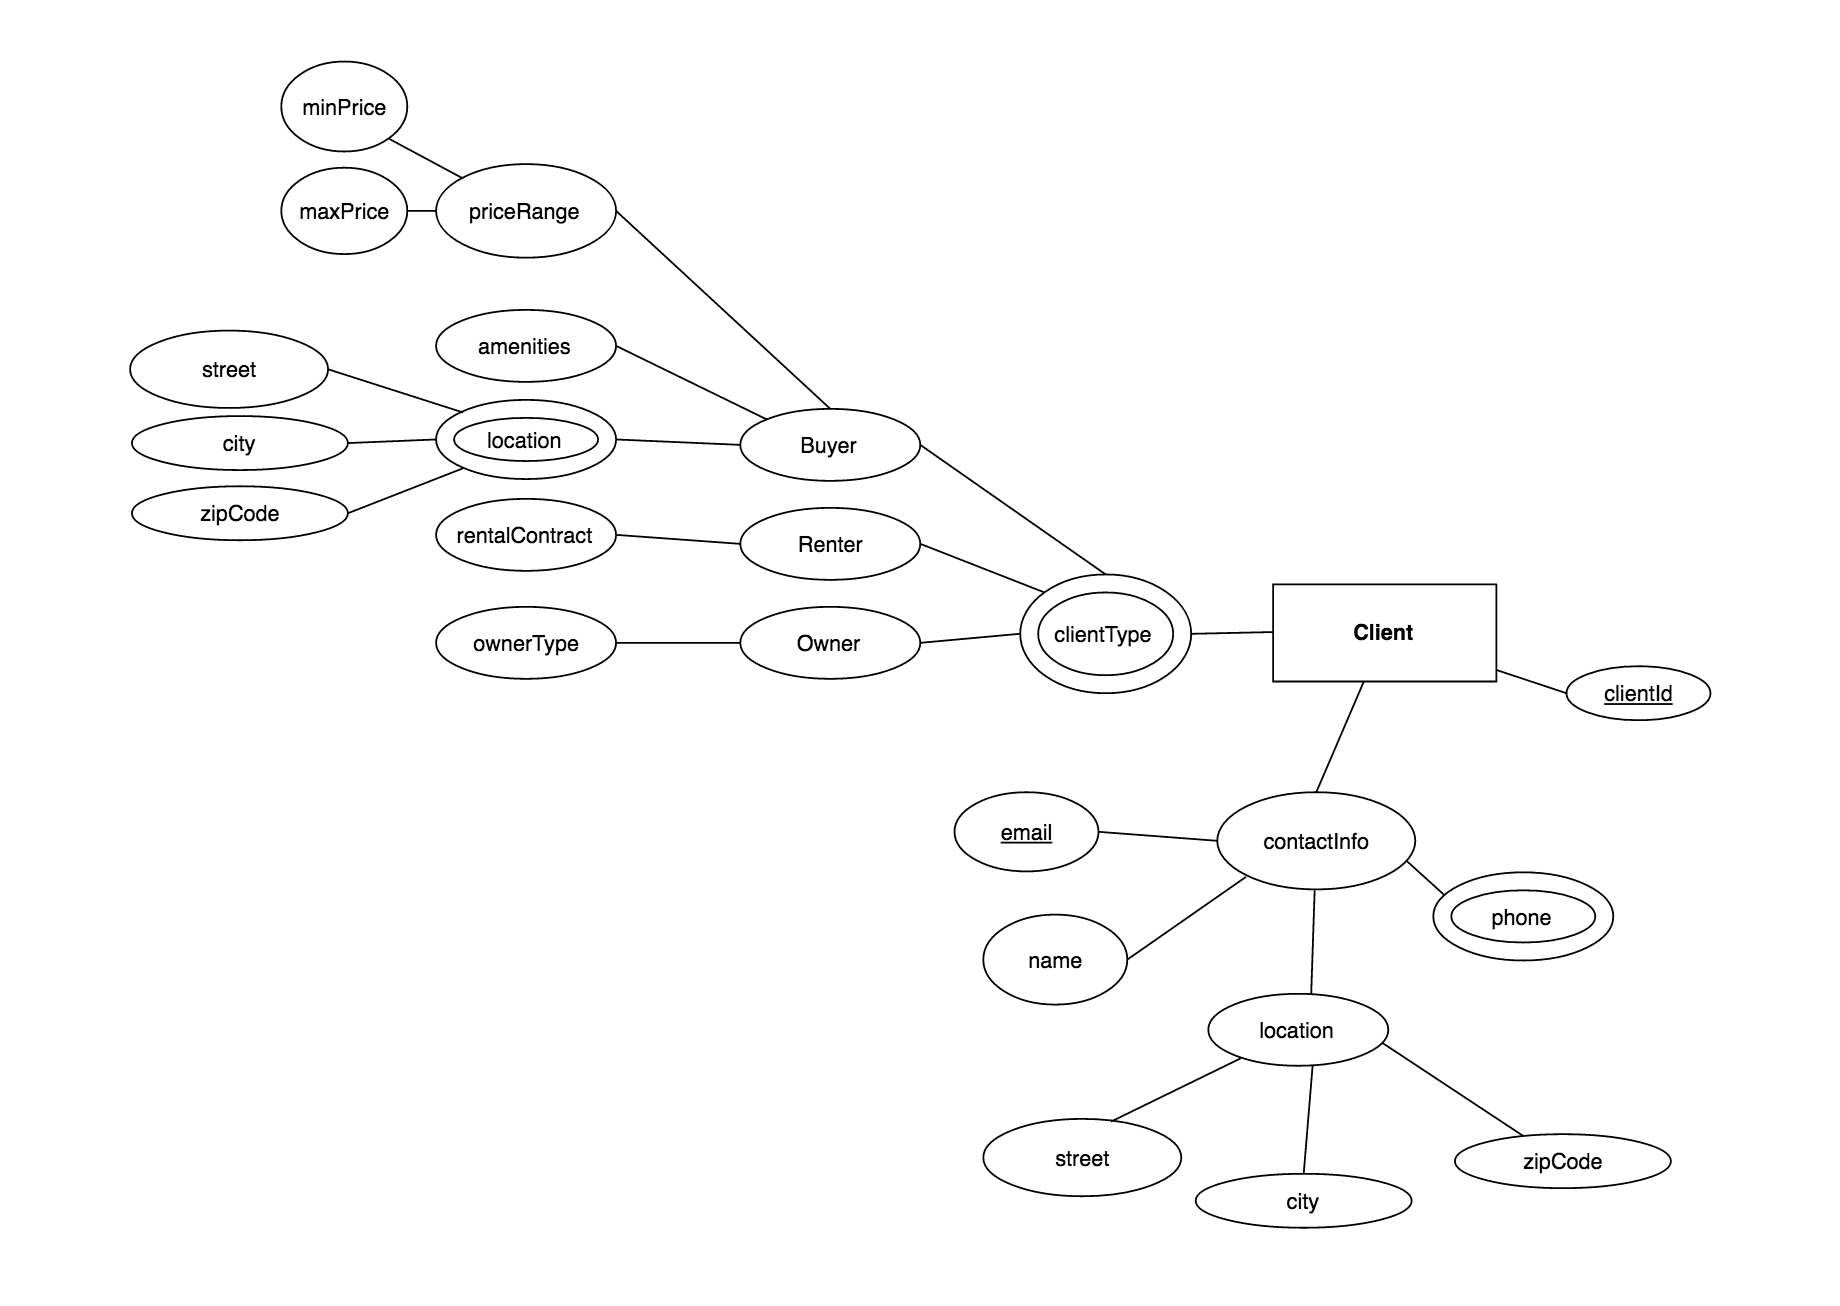 minPrice
maxPrice
priceRange
amenities
street
city
location
zipCode
Buyer
rentalContract
Renter
ownerType
Owner
clientType
Client
clientId
email
contactInfo
phone
name
location
street
city
zipCode